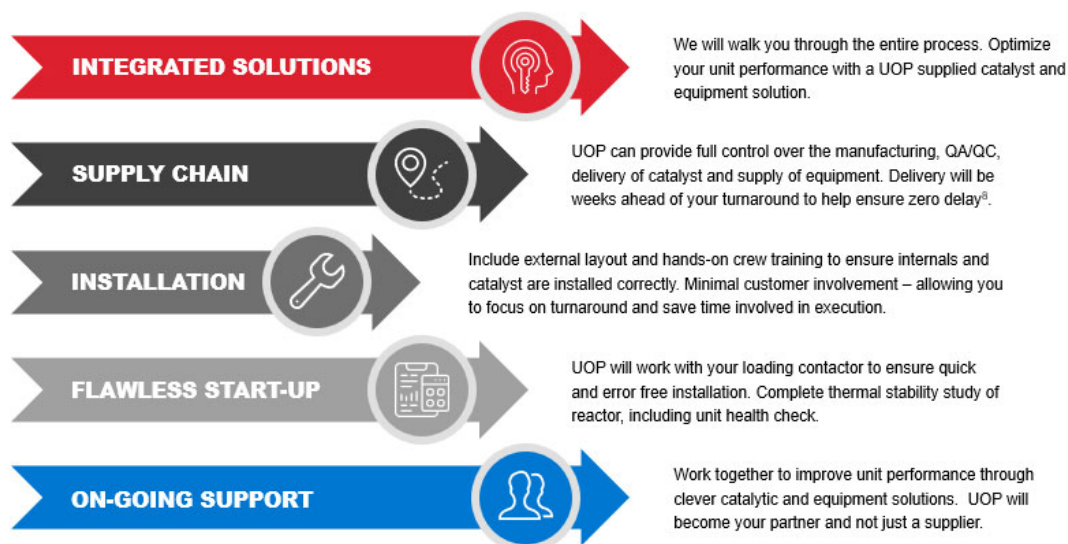 INTEGRATED SOLUTIONS
We will walk you through the entire process. Optimize
your unit performance with a UOP supplied catalyst and
equipment solution.
SUPPLY CHAIN
UOP can provide full control over the manufacturing, QA/QC,
delivery of catalyst and supply of equipment. Delivery will be
weeks ahead of your turnaround to help ensure zero delay⁸.
INSTALLATION
Include external layout and hands-on crew training to ensure internals and
catalyst are installed correctly. Minimal customer involvement – allowing you
to focus on turnaround and save time involved in execution.
FLAWLESS START-UP
UOP will work with your loading contactor to ensure quick
and error free installation. Complete thermal stability study of
reactor, including unit health check.
ON-GOING SUPPORT
Work together to improve unit performance through
clever catalytic and equipment solutions.  UOP will
become your partner and not just a supplier.